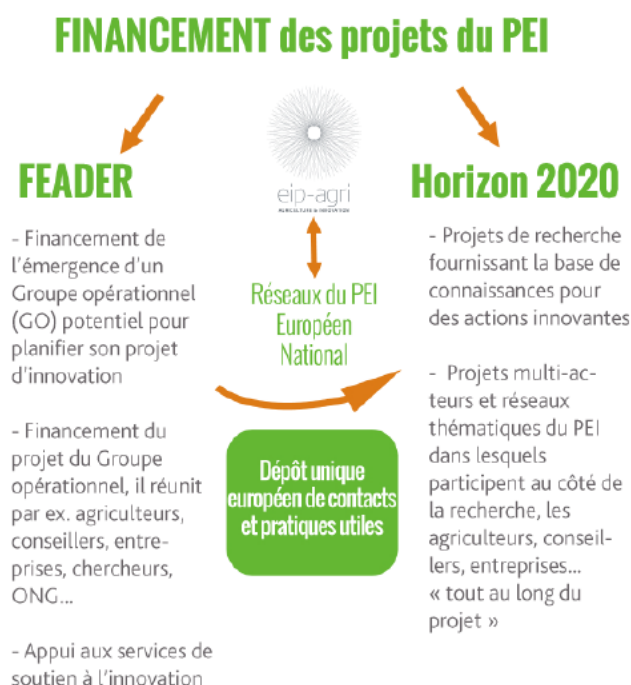 FINANCEMENT des projets du PEI
FEADER
- Financement de
l'émergence d'un
Groupe opérationnel
(GO) potentiel pour
planifier son projet
d'innovation
- Financement du
projet du Groupe
opérationnel, il réunit
par ex. agriculteurs,
conseillers, entre-
prises, chercheurs,
ONG...
- Appui aux services de
soutien à l'innovation
eip-agri
AGRICULTURE & INNOVATION
Réseaux du PEI
Européen
National
Dépôt unique
européen de contacts
et pratiques utiles
Horizon 2020
- Projets de recherche
fournissant la base de
connaissances pour
des actions innovantes
- Projets multi-ac-
teurs et réseaux
thématiques du PEI
dans lesquels
participent au côté de
la recherche, les
agriculteurs, conseil-
lers, entreprises...
« tout au long du
projet »